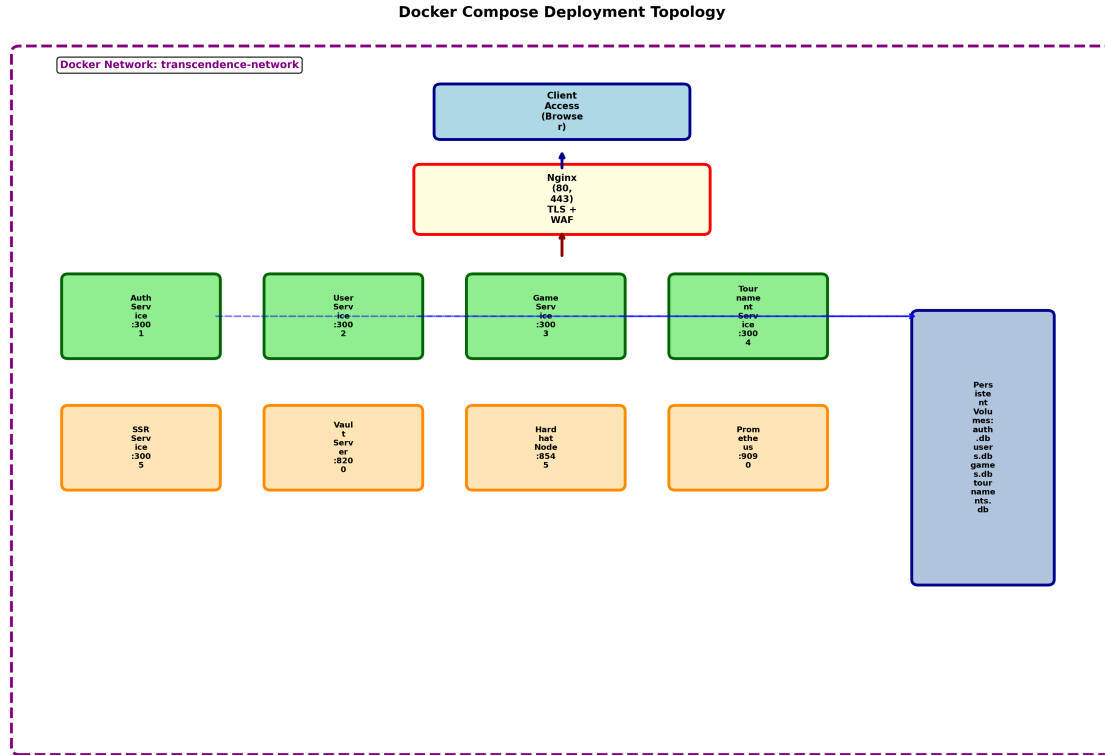 Docker Compose Deployment Topology
Docker Network: transcendence-network
Client
Access
(Browse
r)
Nginx
(80,
443)
TLS +
WAF
Auth
Serv
ice
:300
1
User
Serv
ice
:300
2
Game
Serv
ice
:300
3
Tour
name
nt
Serv
ice
:300
4
SSR
Serv
ice
:300
5
Vaul
t
Serv
er
:820
0
Hard
hat
Node
:854
5
Prom
ethe
us
:909
0
Pers
iste
nt
Volu
mes:
auth
.db
user
s.db
game
s.db
tour
name
nts.
db